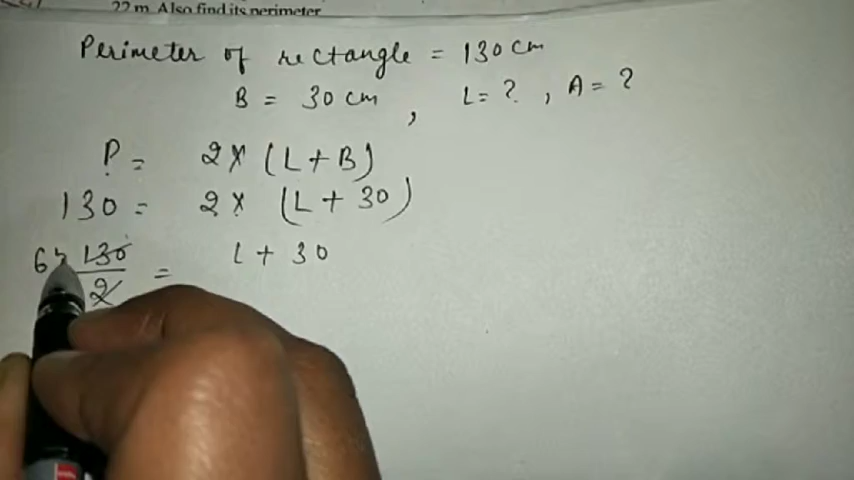 22 m. Also find its perimeter
Perimeter of rectangle = 130 cm
B = 30 cm , L = ? , A = ?
P = 2 × (L + B)
130 = 2 × (L + 30)
65 130/2 = L + 30